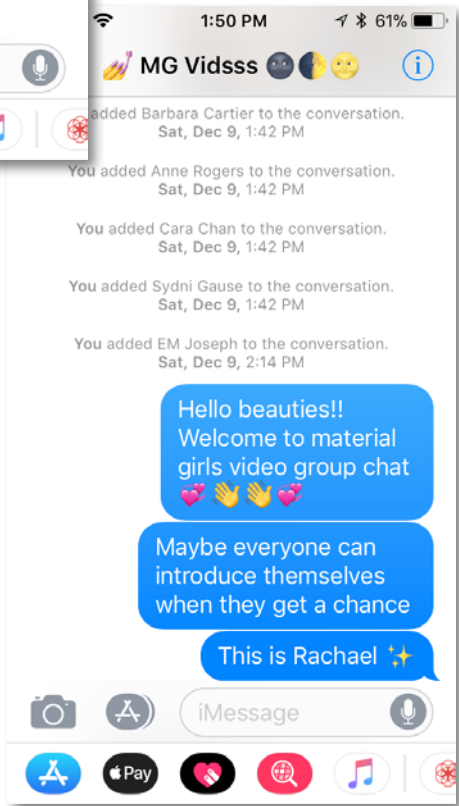 1:50 PM 61%
💅 MG Vidsss 🌚🌓🌝
added Barbara Cartier to the conversation.
Sat, Dec 9, 1:42 PM
You added Anne Rogers to the conversation.
Sat, Dec 9, 1:42 PM
You added Cara Chan to the conversation.
Sat, Dec 9, 1:42 PM
You added Sydni Gause to the conversation.
Sat, Dec 9, 1:42 PM
You added EM Joseph to the conversation.
Sat, Dec 9, 2:14 PM
Hello beauties!!
Welcome to material
girls video group chat
💞👋👋💞
Maybe everyone can
introduce themselves
when they get a chance
This is Rachael ✨
iMessage
Pay